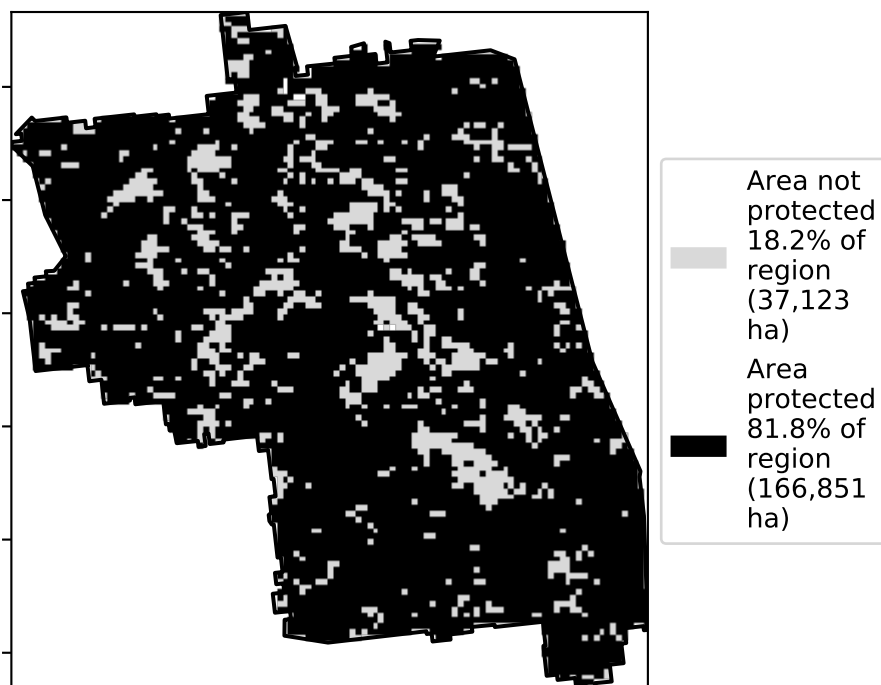 Area not
protected
18.2% of
region
(37,123
ha)
Area
protected
81.8% of
region
(166,851
ha)